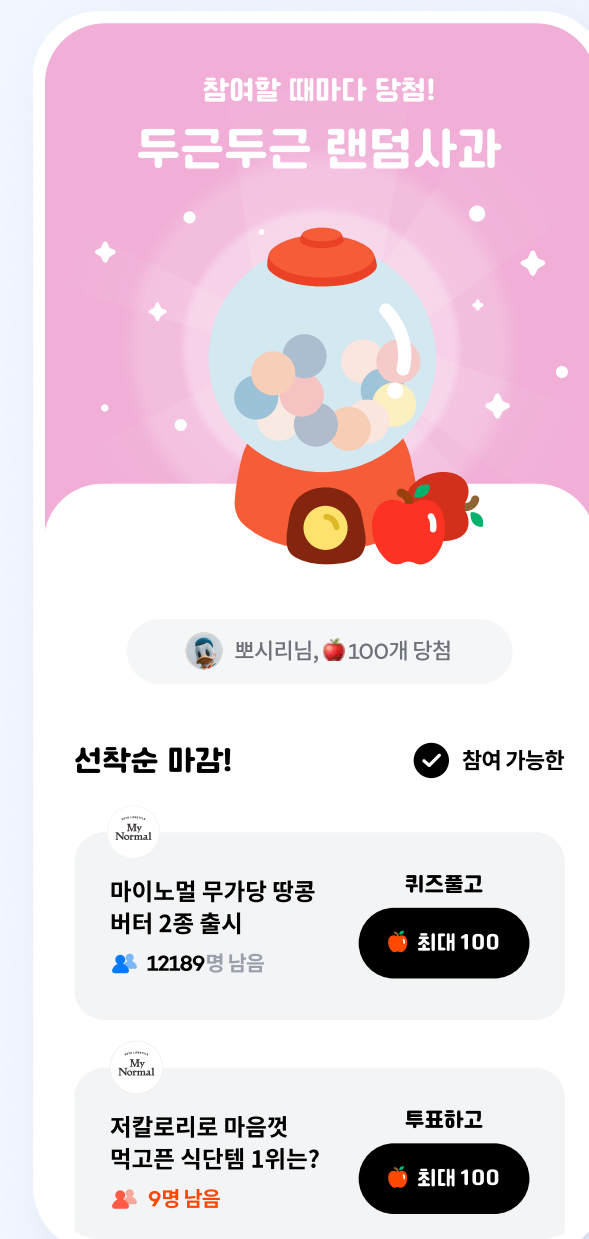 참여할 때마다 당첨!
두근두근 랜덤사과
뽀시리님, 100개 당첨
선착순 마감!
참여 가능한
My
Normal
마이노멀 무가당 땅콩
버터 2종 출시
12189명 남음
퀴즈풀고
최대 100
My
Normal
저칼로리로 마음껏
먹고픈 식단템 1위는?
9명 남음
투표하고
최대 100